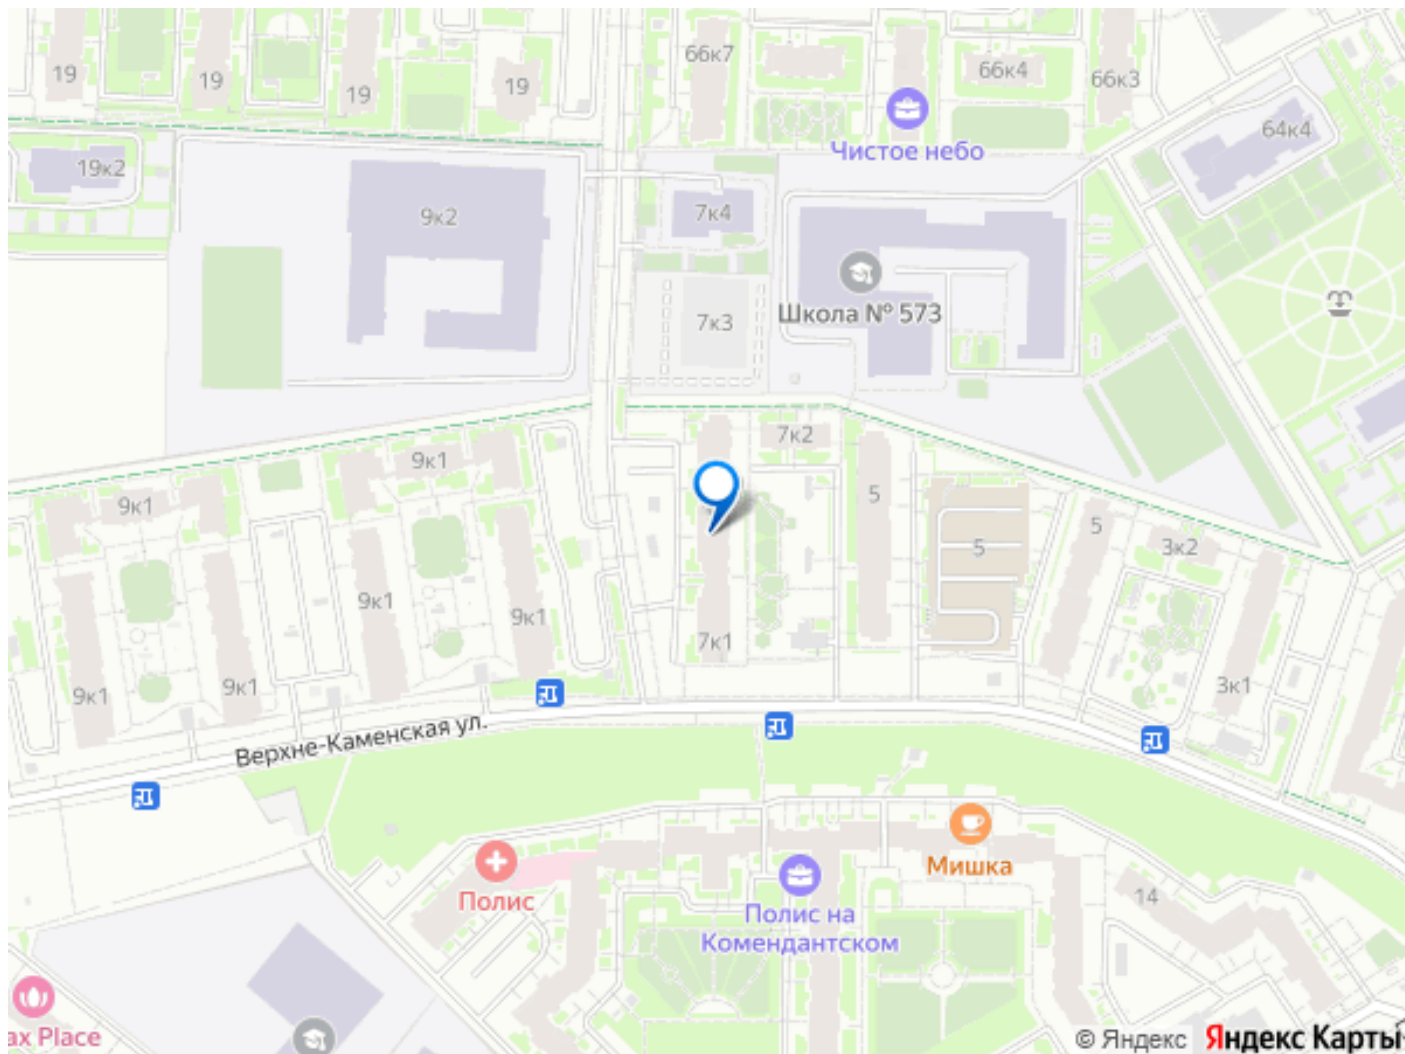 66к7
19
19
19
19
66к4
66к3
64к4
Чистое небо
19к2
9к2
7к4
7к3
Школа № 573
7к2
9к1
9к1
5
5
5
3к2
9к1
9к1
7к1
9к1
9к1
3к1
Верхне-Каменская ул.
Мишка
Полис
Полис на
Комендантском
14
ax Place
© Яндекс Яндекс Карты